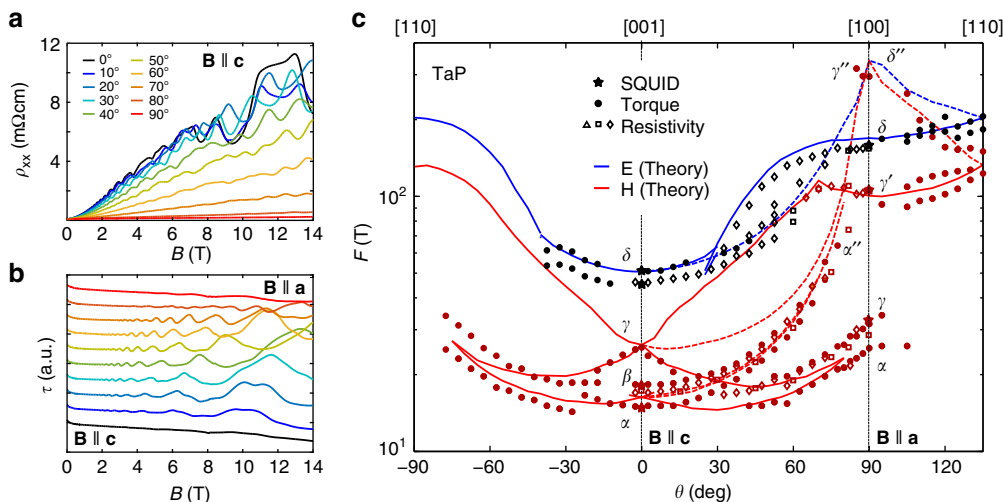 a
12
8
4
ρxx (mΩcm)
0°
10°
20°
30°
40°
50°
60°
70°
80°
90°
B ∥ c
0 2 4 6 8 10 12 14
B (T)
b
B ∥ a
τ (a.u.)
B ∥ c
0 2 4 6 8 10 12 14
B (T)
c
[110] [001] [100] [110]
TaP
SQUID
Torque
Resistivity
E (Theory)
H (Theory)
γ′′
δ′′
δ
γ′
α′′
δ
γ
γ
β
α
α
10²
10¹
F (T)
B ∥ c
B ∥ a
−90 −60 −30 0 30 60 90 120
θ (deg)